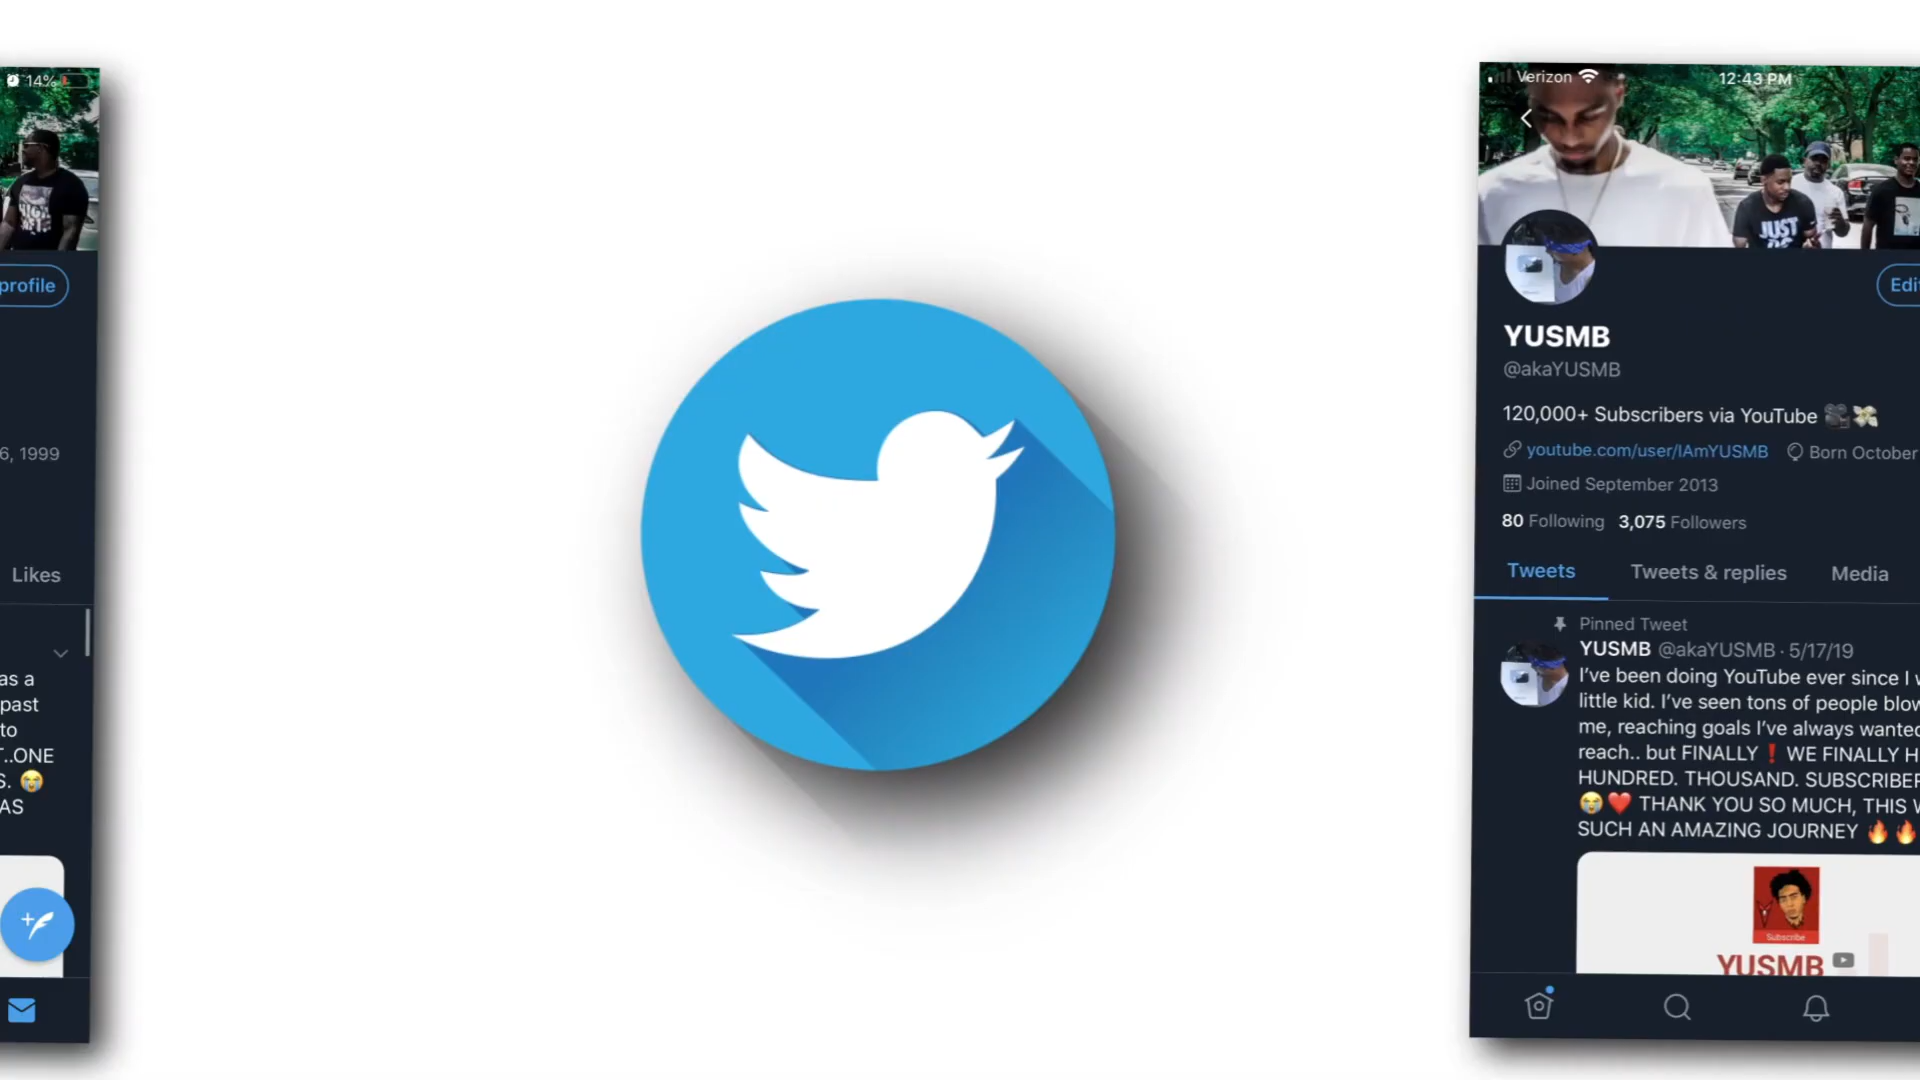 14%
profile
6, 1999
Likes
as a
past
to
T..ONE
S. 😭
AS
Verizon
12:43 PM
JUST
Edi
YUSMB
@akaYUSMB
120,000+ Subscribers via YouTube 🎥💸
youtube.com/user/IAmYUSMB Born October
Joined September 2013
80 Following 3,075 Followers
Tweets Tweets & replies Media
Pinned Tweet
YUSMB @akaYUSMB · 5/17/19
I've been doing YouTube ever since I w
little kid. I've seen tons of people blow
me, reaching goals I've always wanted
reach.. but FINALLY❗ WE FINALLY H
HUNDRED. THOUSAND. SUBSCRIBER
😭❤️ THANK YOU SO MUCH, THIS W
SUCH AN AMAZING JOURNEY 🔥🔥
Subscribe
YUSMB